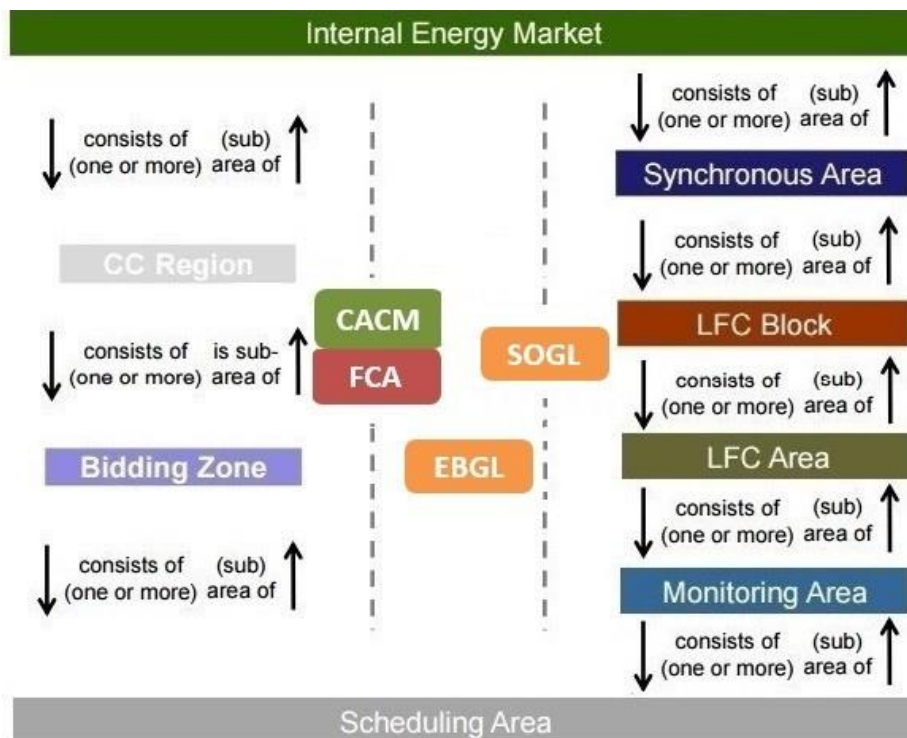 Internal Energy Market
consists of (sub)
(one or more) area of
CC Region
consists of is sub-
(one or more) area of
Bidding Zone
consists of (sub)
(one or more) area of
CACM
FCA
EBGL
SOGL
consists of (sub)
(one or more) area of
Synchronous Area
consists of (sub)
(one or more) area of
LFC Block
consists of (sub)
(one or more) area of
LFC Area
consists of (sub)
(one or more) area of
Monitoring Area
consists of (sub)
(one or more) area of
Scheduling Area